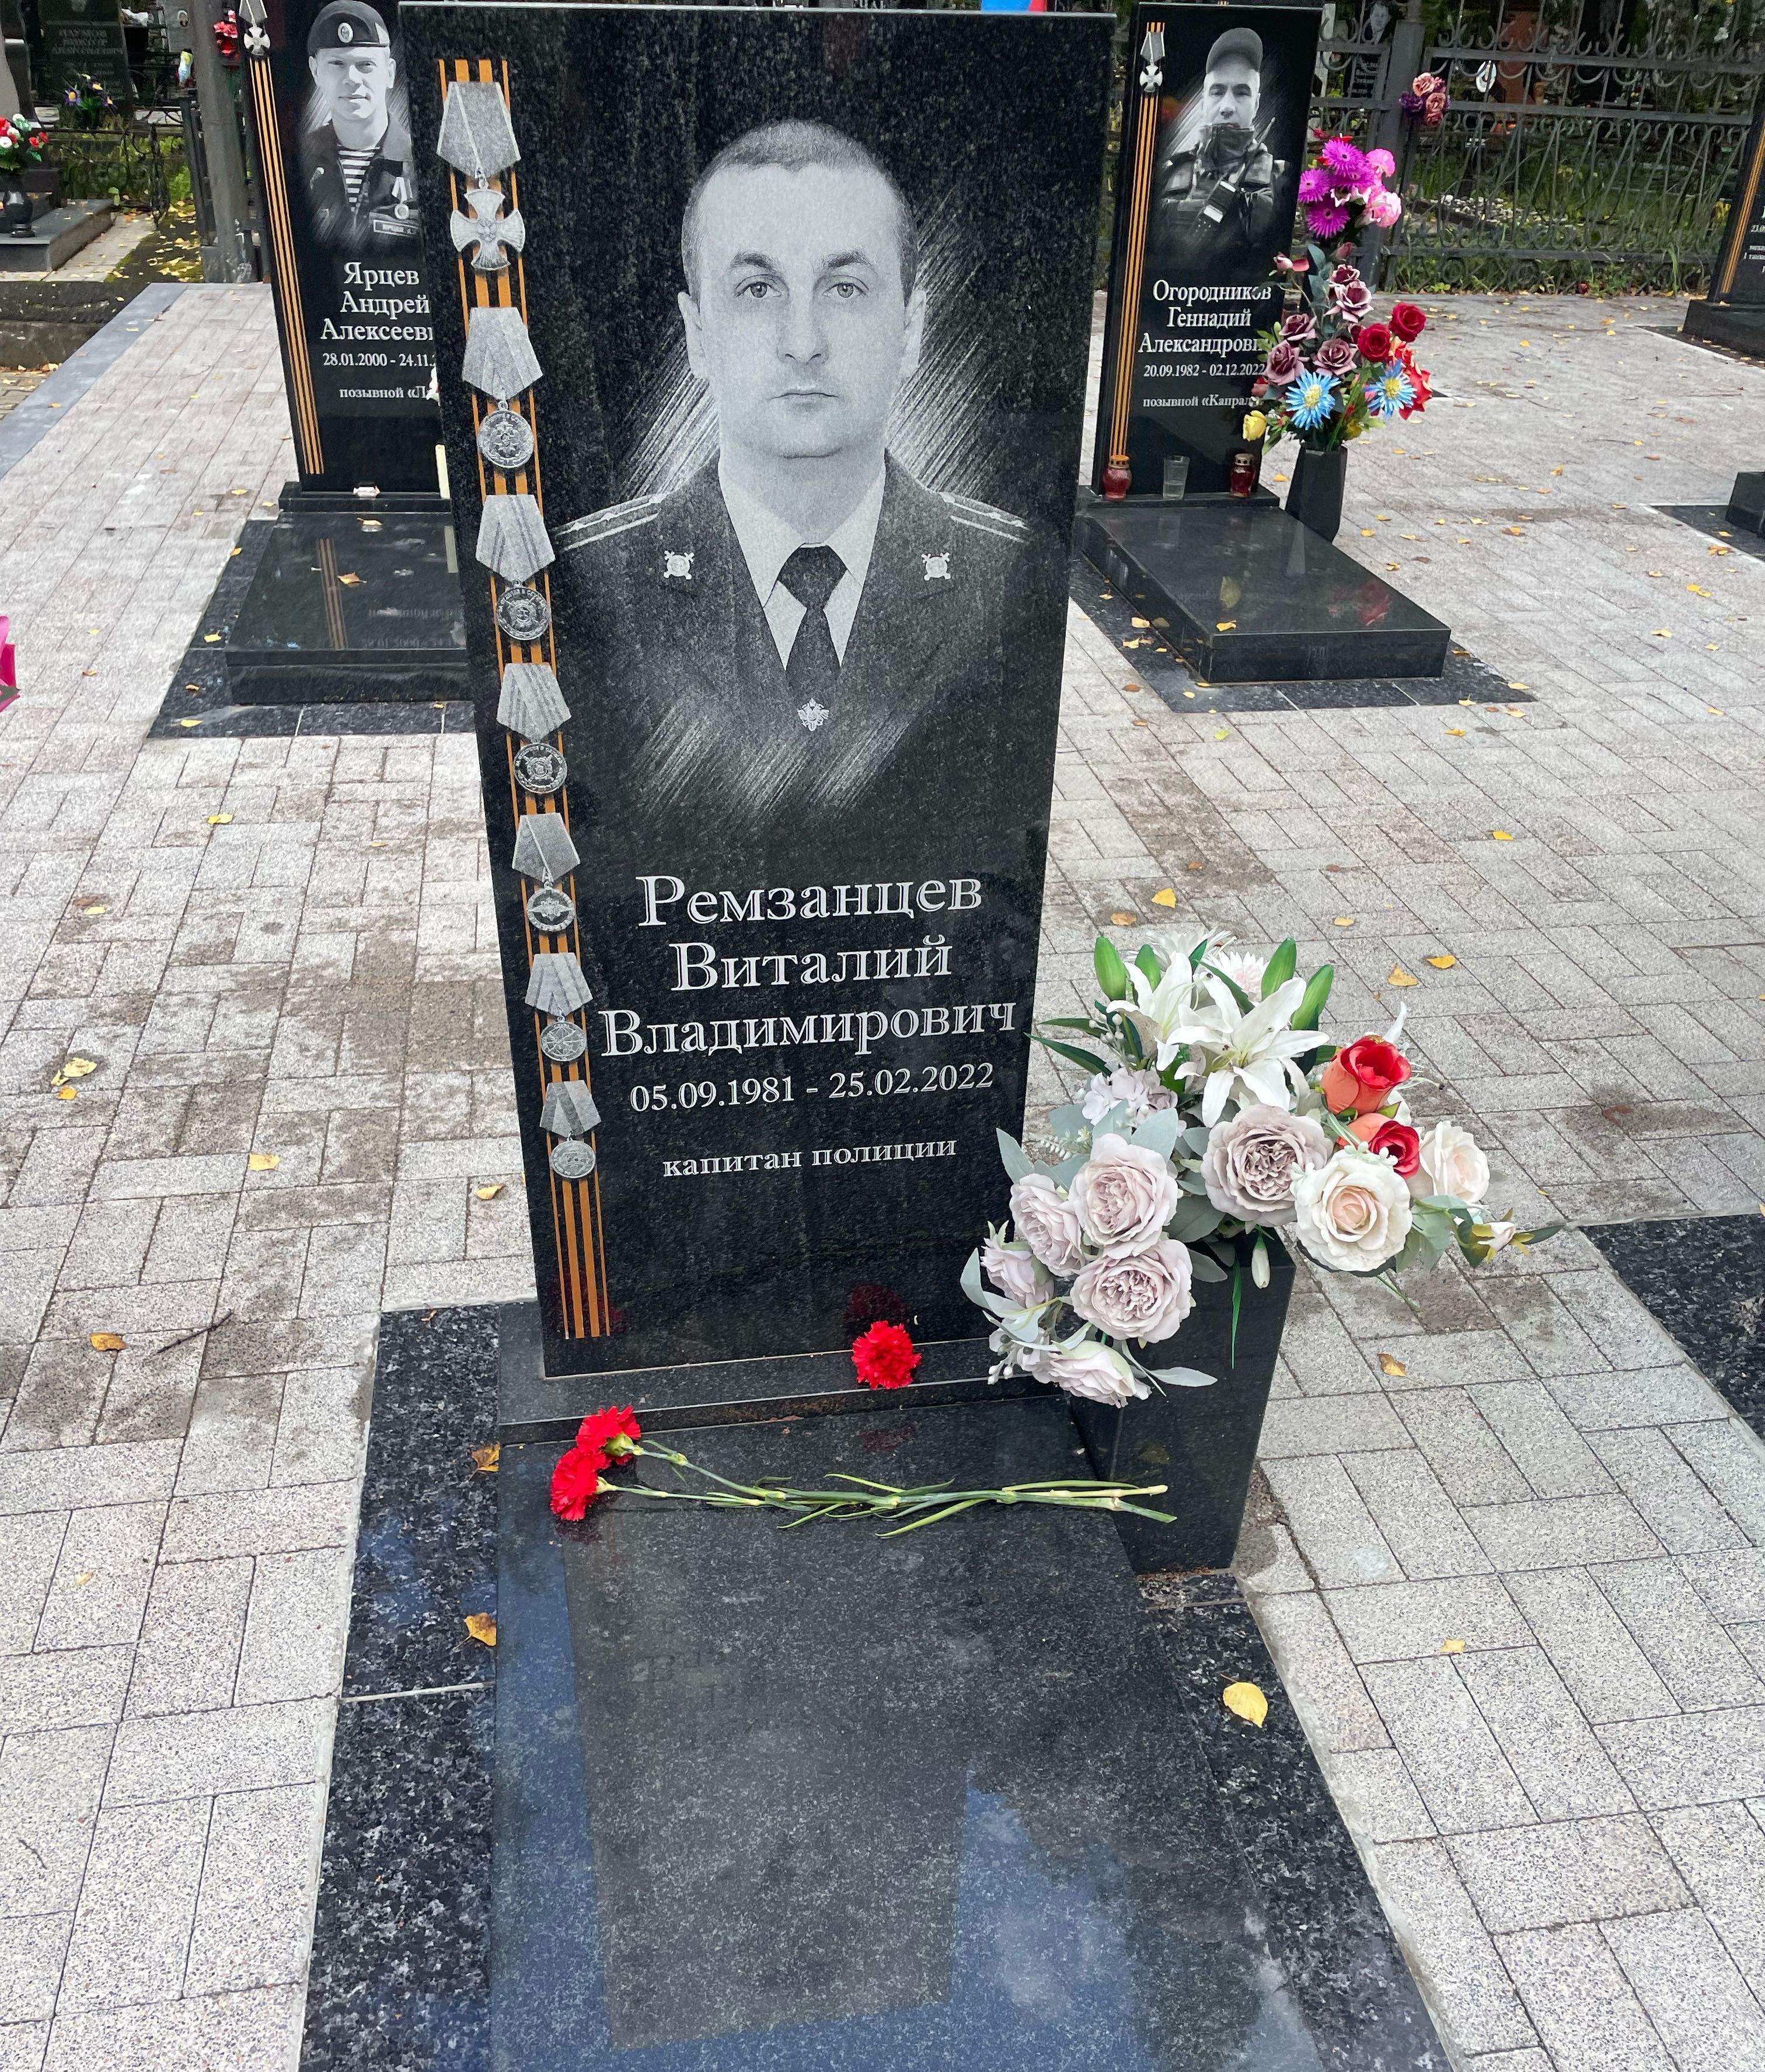 Ярцев
Андрей
28.01.2000 - 24.11.
позывной
Огородников
Геннадий
20.09.1982 - 02.12.2022
позывной
Ремзанцев
Виталий
Владимирович
05.09.1981 - 25.02.2022
капитан полиции